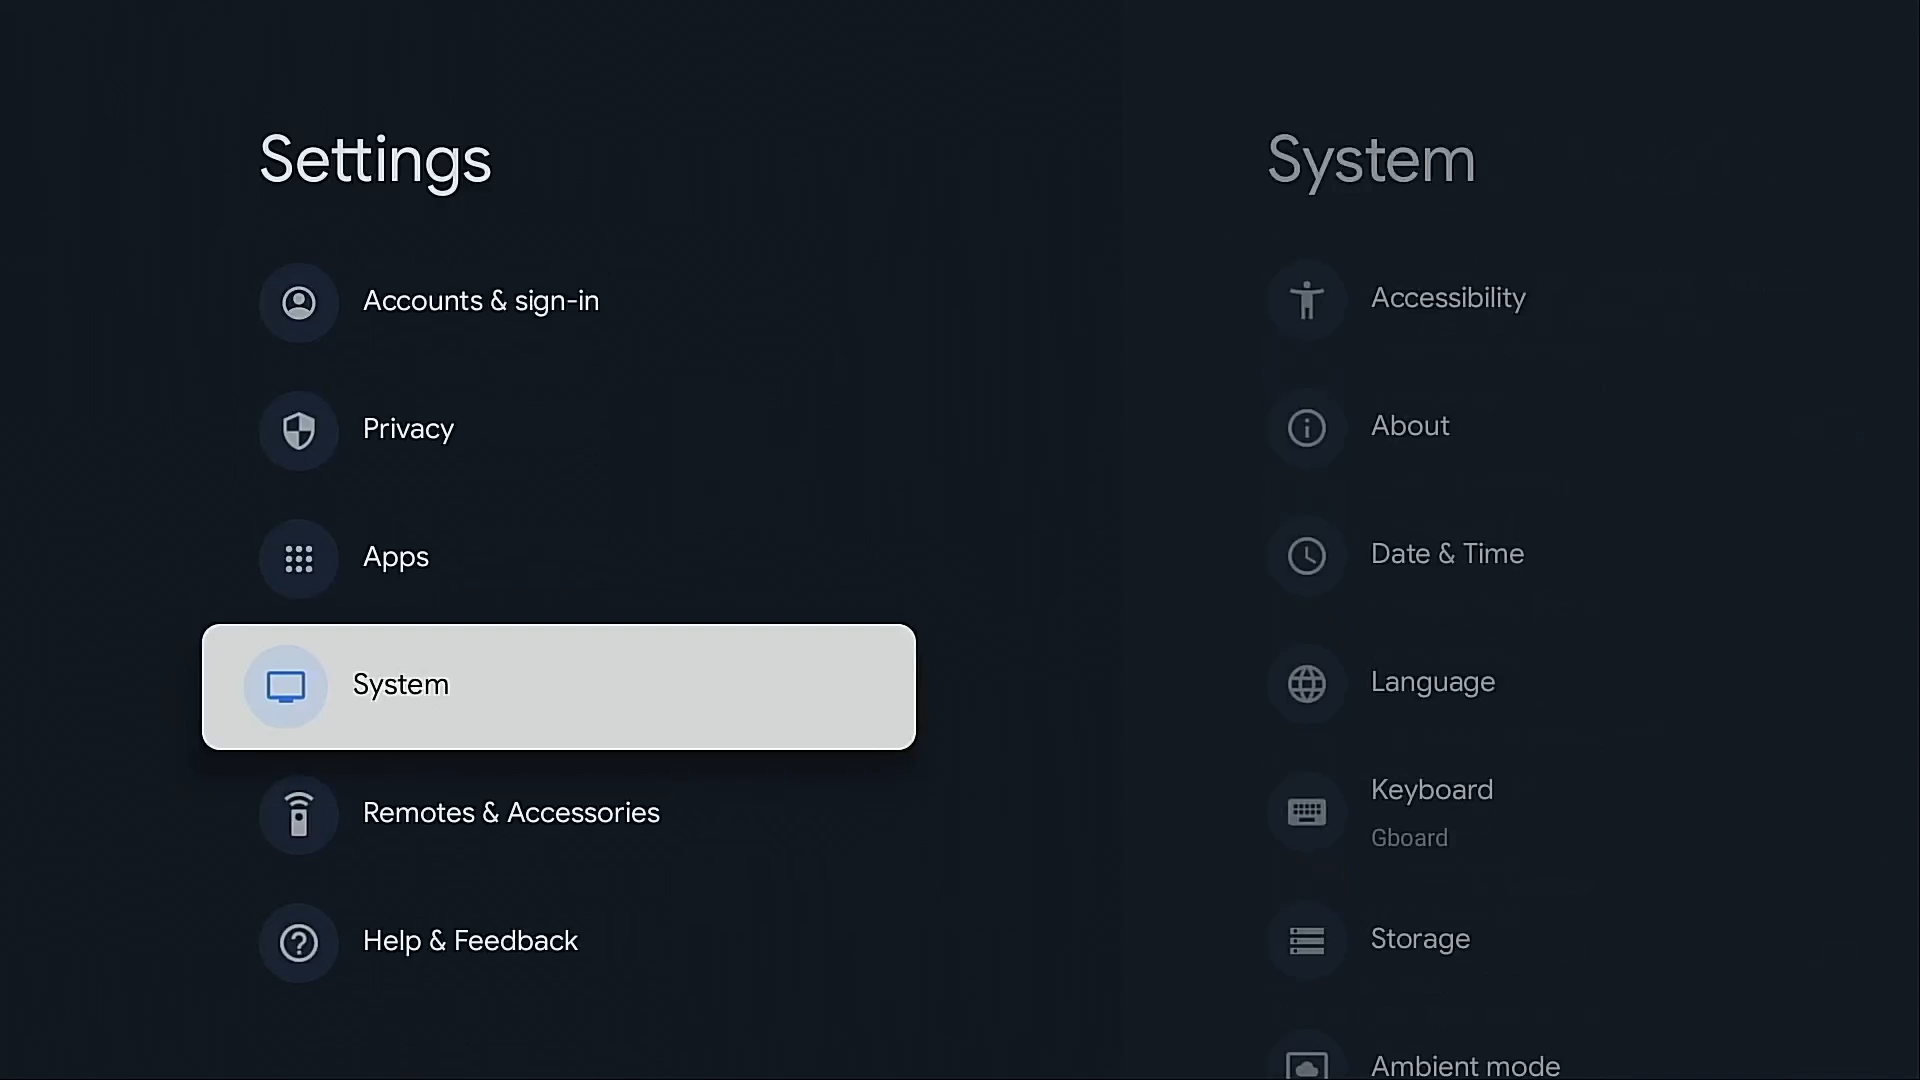 Settings
Accounts & sign-in
Privacy
Apps
System
Remotes & Accessories
Help & Feedback
System
Accessibility
About
Date & Time
Language
Keyboard
Gboard
Storage
Ambient mode